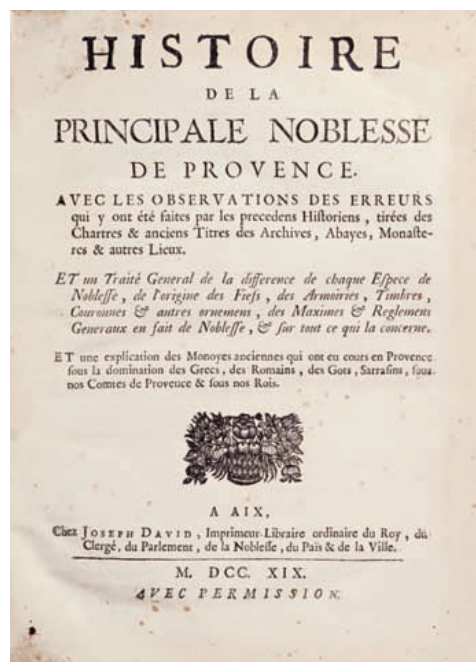 HISTOIRE
DE LA
PRINCIPALE NOBLESSE
DE PROVENCE.
AVEC LES OBSERVATIONS DES ERREURS
qui y ont été faites par les precedens Hiſtoriens, tirées des
Chartres & anciens Titres des Archives, Abayes, Monaſte-
res & autres Lieux.
ET un Traité General de la difference de chaque Eſpece de
Nobleſſe, de l'origine des Fiefs, des Armoiries, Timbres,
Couronnes & autres ornemens, des Maximes & Reglemens
Generaux en fait de Nobleſſe, & ſur tout ce qui la concerne.
ET une explication des Monoyes anciennes qui ont eu cours en Provence
ſous la domination des Grecs, des Romains, des Gots, Sarraſins, ſous
nos Comtes de Provence & ſous nos Rois.
A AIX,
Chez JOSEPH DAVID, Imprimeur-Libraire ordinaire du Roy, du
Clergé, du Parlement, de la Nobleſſe, du Païs & de la Ville.
M. DCC. XIX.
AVEC PERMISSION.